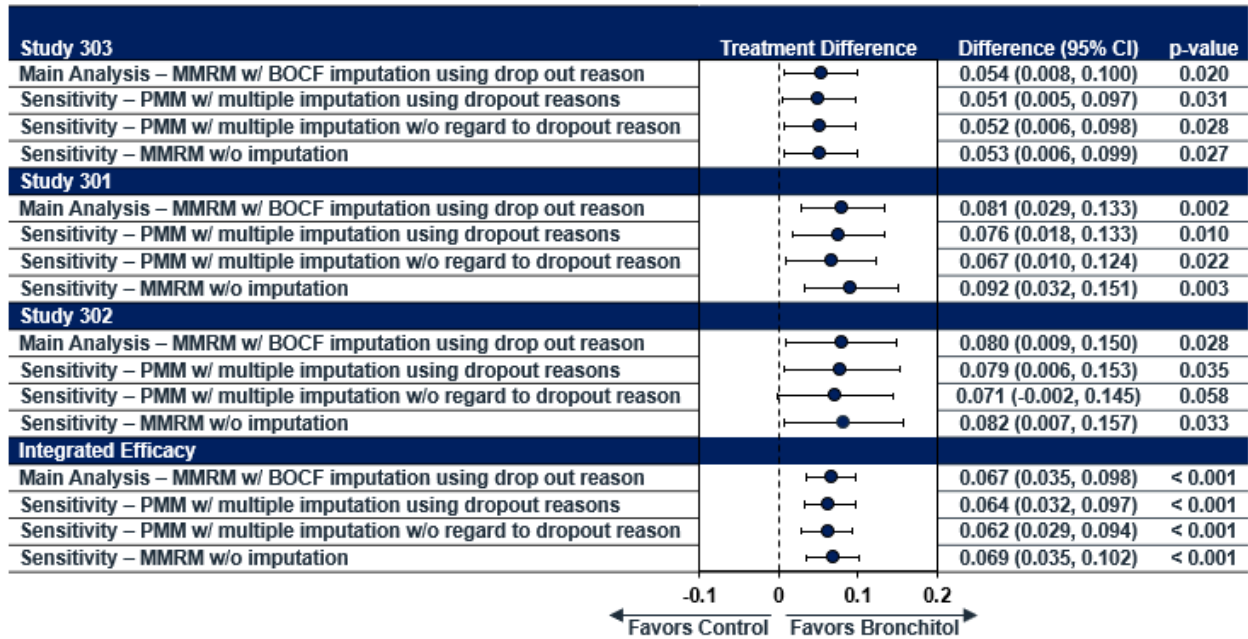 Study 303 Treatment Difference Difference (95% CI) p-value
Main Analysis – MMRM w/ BOCF imputation using drop out reason 0.054 (0.008, 0.100) 0.020
Sensitivity – PMM w/ multiple imputation using dropout reasons 0.051 (0.005, 0.097) 0.031
Sensitivity – PMM w/ multiple imputation w/o regard to dropout reason 0.052 (0.006, 0.098) 0.028
Sensitivity – MMRM w/o imputation 0.053 (0.006, 0.099) 0.027
Study 301
Main Analysis – MMRM w/ BOCF imputation using drop out reason 0.081 (0.029, 0.133) 0.002
Sensitivity – PMM w/ multiple imputation using dropout reasons 0.076 (0.018, 0.133) 0.010
Sensitivity – PMM w/ multiple imputation w/o regard to dropout reason 0.067 (0.010, 0.124) 0.022
Sensitivity – MMRM w/o imputation 0.092 (0.032, 0.151) 0.003
Study 302
Main Analysis – MMRM w/ BOCF imputation using drop out reason 0.080 (0.009, 0.150) 0.028
Sensitivity – PMM w/ multiple imputation using dropout reasons 0.079 (0.006, 0.153) 0.035
Sensitivity – PMM w/ multiple imputation w/o regard to dropout reason 0.071 (-0.002, 0.145) 0.058
Sensitivity – MMRM w/o imputation 0.082 (0.007, 0.157) 0.033
Integrated Efficacy
Main Analysis – MMRM w/ BOCF imputation using drop out reason 0.067 (0.035, 0.098) < 0.001
Sensitivity – PMM w/ multiple imputation using dropout reasons 0.064 (0.032, 0.097) < 0.001
Sensitivity – PMM w/ multiple imputation w/o regard to dropout reason 0.062 (0.029, 0.094) < 0.001
Sensitivity – MMRM w/o imputation 0.069 (0.035, 0.102) < 0.001
-0.1 0 0.1 0.2
Favors Control Favors Bronchitol